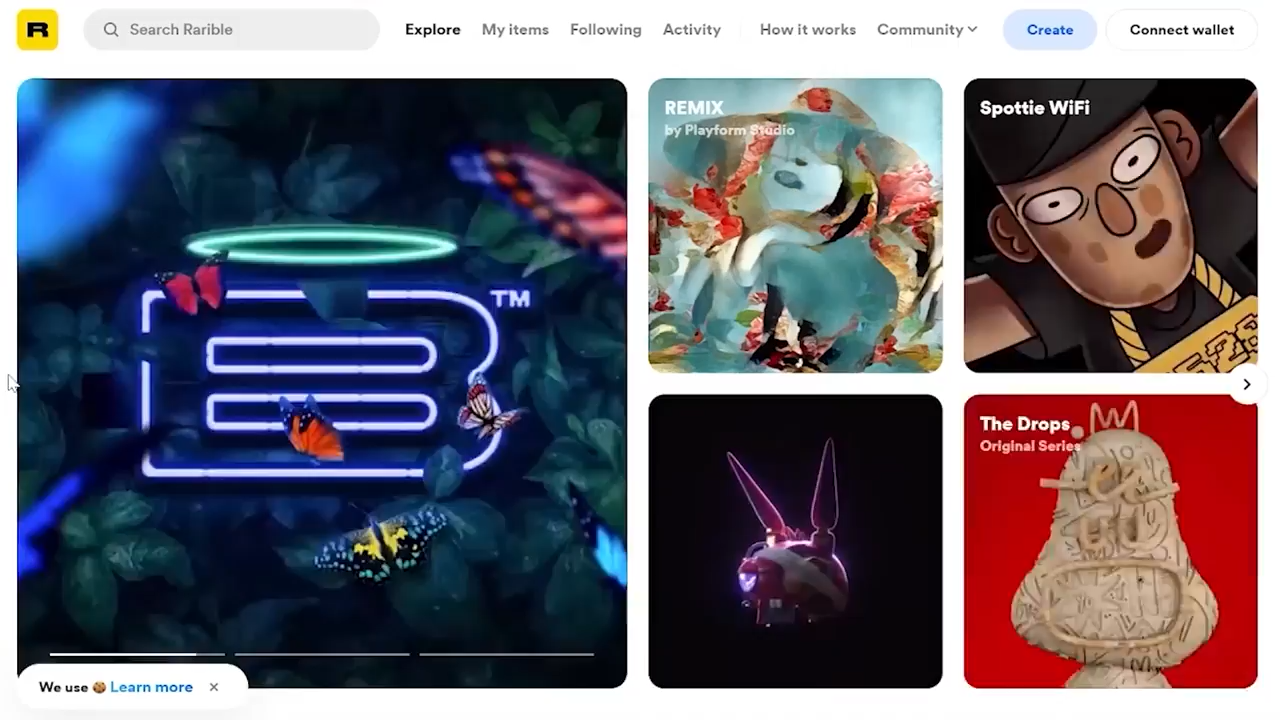 R
Search Rarible
Explore
My items
Following
Activity
How it works
Community
Create
Connect wallet
TM
REMIX
by Playform Studio
Spottie WiFi
The Drops
Original Series
We use 🍪 Learn more